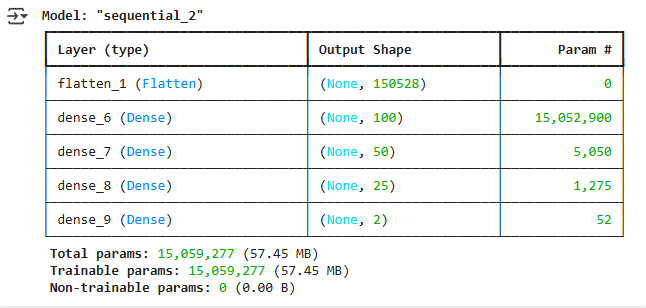 Model: "sequential_2"
Layer (type) Output Shape Param #
flatten_1 (Flatten) (None, 150528) 0
dense_6 (Dense) (None, 100) 15,052,900
dense_7 (Dense) (None, 50) 5,050
dense_8 (Dense) (None, 25) 1,275
dense_9 (Dense) (None, 2) 52
Total params: 15,059,277 (57.45 MB)
Trainable params: 15,059,277 (57.45 MB)
Non-trainable params: 0 (0.00 B)